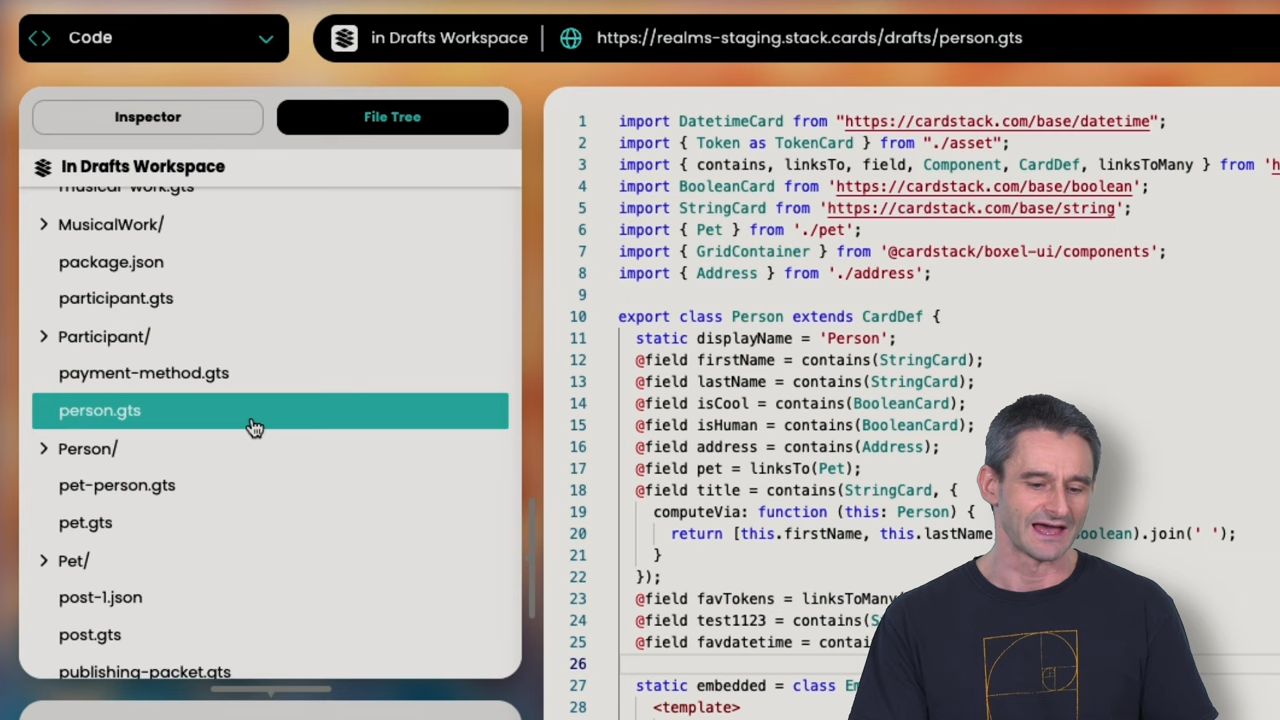 Code
in Drafts Workspace
https://realms-staging.stack.cards/drafts/person.gts
Inspector
File Tree
In Drafts Workspace
musical-work.gts
MusicalWork/
package.json
participant.gts
Participant/
payment-method.gts
person.gts
Person/
pet-person.gts
pet.gts
Pet/
post-1.json
post.gts
publishing-packet.gts
1 import DatetimeCard from "https://cardstack.com/base/datetime";
2 import { Token as TokenCard } from "./asset";
3 import { contains, linksTo, field, Component, CardDef, linksToMany } from 'h
4 import BooleanCard from 'https://cardstack.com/base/boolean';
5 import StringCard from 'https://cardstack.com/base/string';
6 import { Pet } from './pet';
7 import { GridContainer } from '@cardstack/boxel-ui/components';
8 import { Address } from './address';
9
10 export class Person extends CardDef {
11 static displayName = 'Person';
12 @field firstName = contains(StringCard);
13 @field lastName = contains(StringCard);
14 @field isCool = contains(BooleanCard);
15 @field isHuman = contains(BooleanCard);
16 @field address = contains(Address);
17 @field pet = linksTo(Pet);
18 @field title = contains(StringCard, {
19 computeVia: function (this: Person) {
20 return [this.firstName, this.lastName oolean).join(' ');
21 }
22 });
23 @field favTokens = linksToMany(
24 @field test1123 = contains(S
25 @field favdatetime = contai
26
27 static embedded = class Em
28 <template>